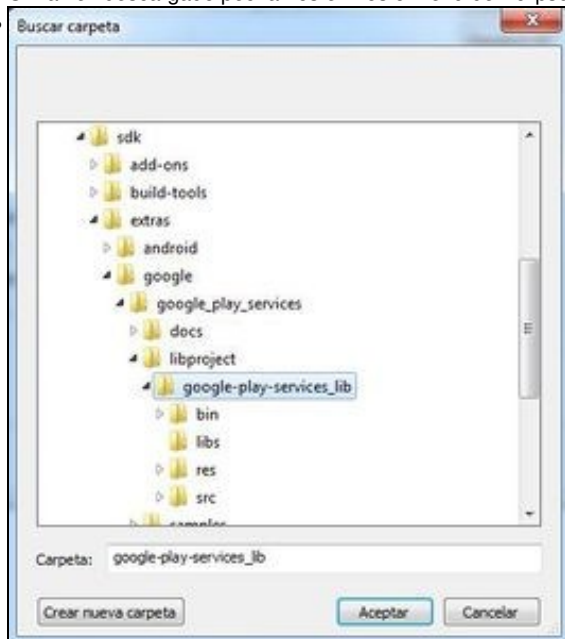 Buscar carpeta
sdk
add-ons
build-tools
extras
android
google
google_play_services
docs
libproject
google-play-services_lib
bin
libs
res
src
samples
Carpeta: google-play-services_lib
Crear nueva carpeta Aceptar Cancelar